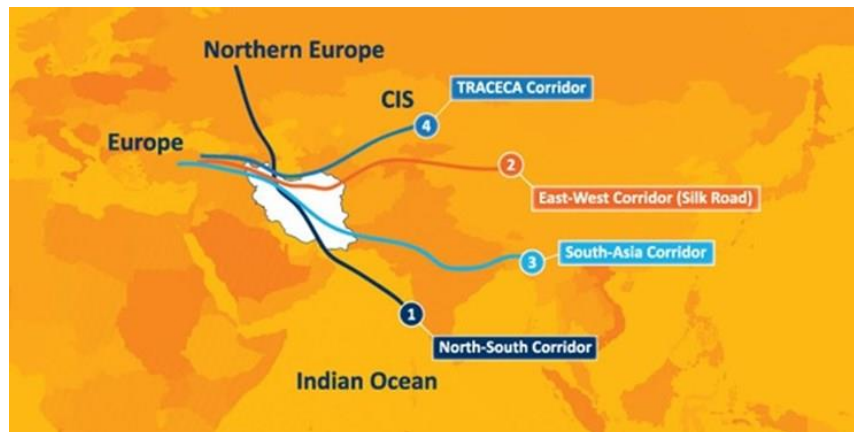 Northern Europe
TRACECA Corridor
CIS
4
Europe
2
East-West Corridor (Silk Road)
South-Asia Corridor
3
1
North-South Corridor
Indian Ocean